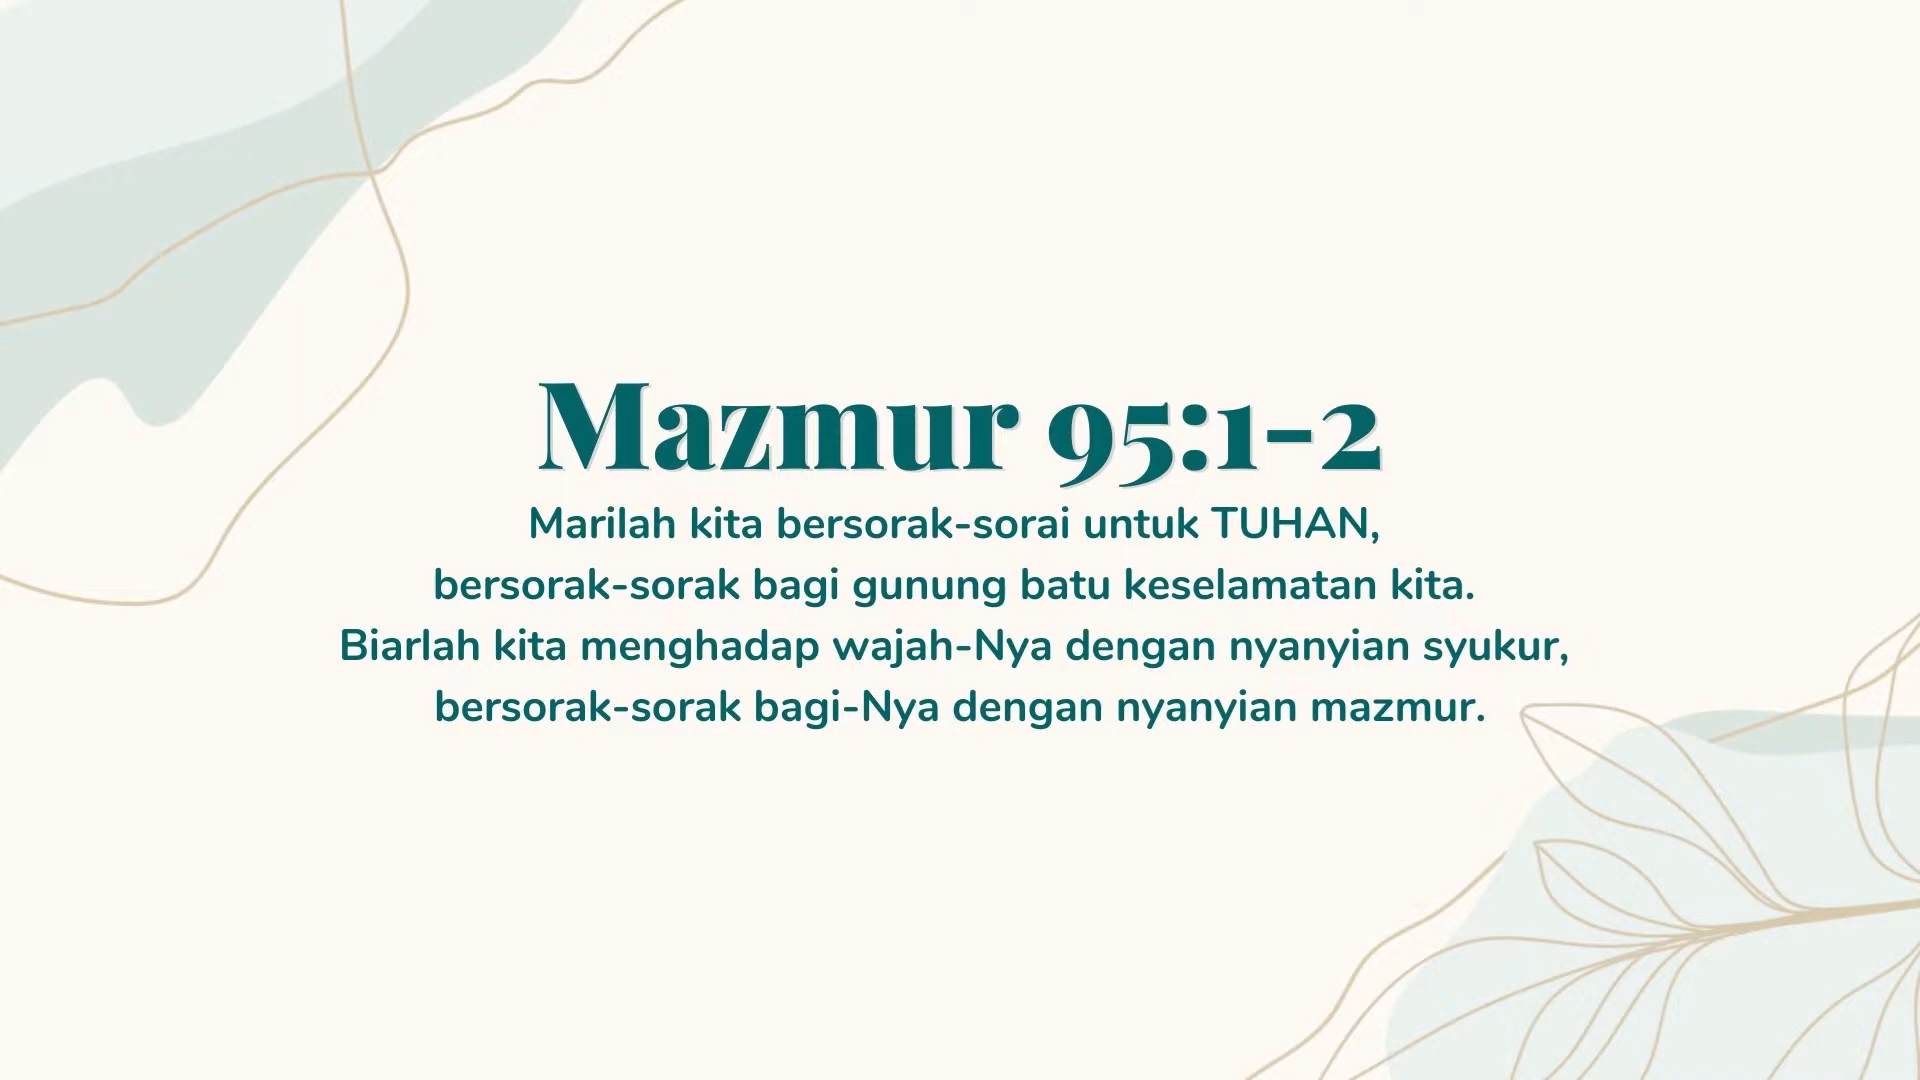 Mazmur 95:1-2
Marilah kita bersorak-sorai untuk TUHAN,
bersorak-sorak bagi gunung batu keselamatan kita.
Biarlah kita menghadap wajah-Nya dengan nyanyian syukur,
bersorak-sorak bagi-Nya dengan nyanyian mazmur.